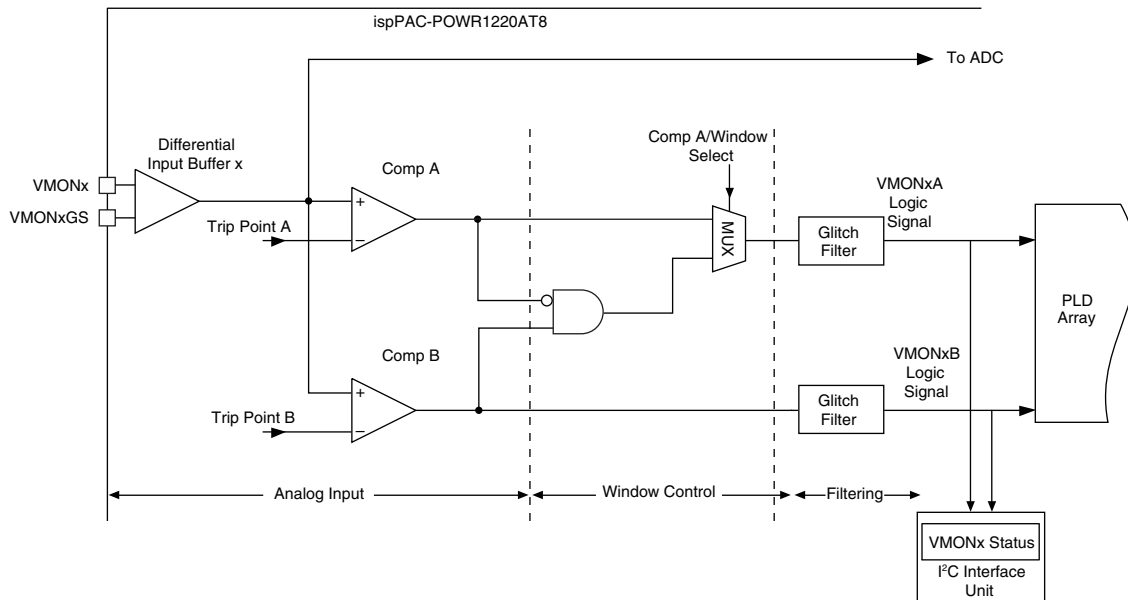 ispPAC-POWR1220AT8
To ADC
Differential
Input Buffer x
Comp A/Window
Select
Comp A
VMONx
VMONxGS
Trip Point A
+
–
MUX
Glitch
Filter
VMONxA
Logic
Signal
PLD
Array
Comp B
VMONxB
Logic
Signal
Trip Point B
+
–
Glitch
Filter
Analog Input
Window Control
Filtering
VMONx Status
I²C Interface
Unit